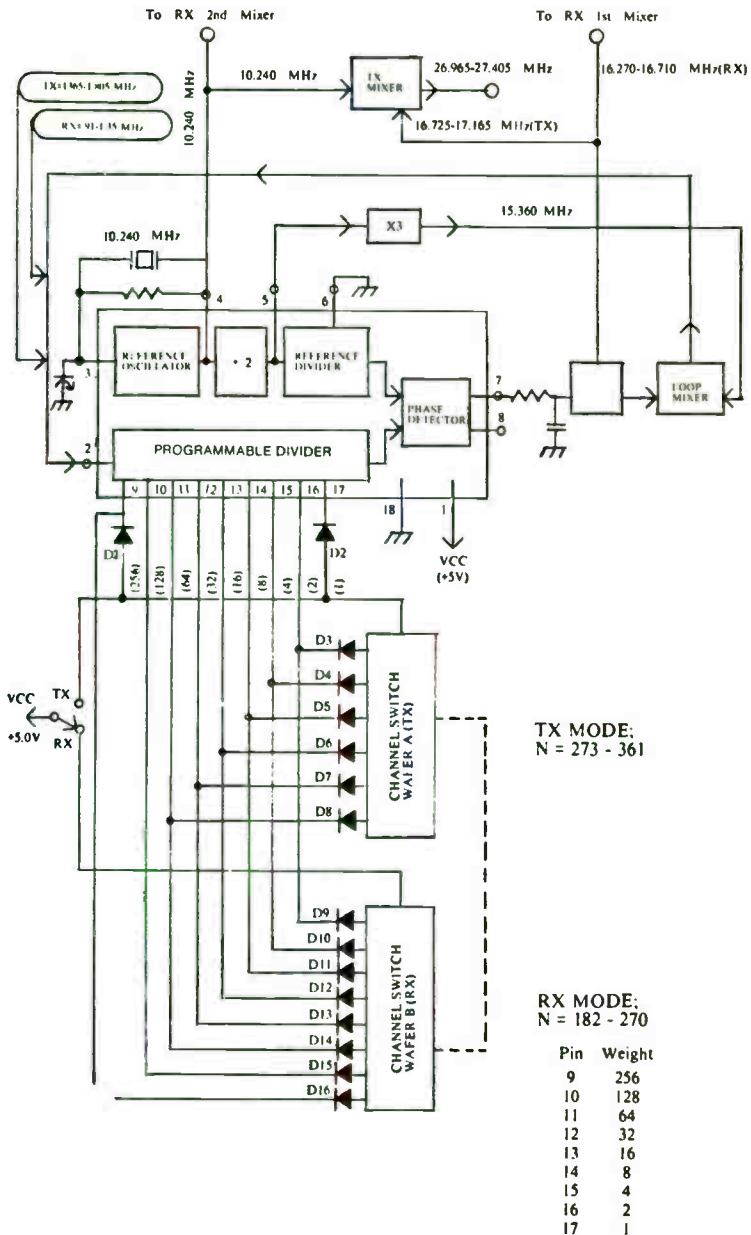 To RX 2nd Mixer
To RX 1st Mixer
10.240 MHz
10.240 MHz
TX MIXER
26.965-27.405 MHz
16.270-16.710 MHz(RX)
16.725-17.165 MHz(TX)
X3
15.360 MHz
10.240 MHz
4
5
6
3
REFERENCE OSCILLATOR
÷ 2
REFERENCE DIVIDER
PHASE DETECTOR
7
8
LOOP MIXER
2
PROGRAMMABLE DIVIDER
9 10 11 12 13 14 15 16 17
18
1
VCC
(+5V)
D1
D2
(256) (128) (64) (32) (16) (8) (4) (2) (1)
VCC
+5.0V
TX
RX
D3
D4
D5
D6
D7
D8
CHANNEL SWITCH
WAFER A (TX)
TX MODE;
N = 273 - 361
D9
D10
D11
D12
D13
D14
D15
D16
CHANNEL SWITCH
WAFER B (RX)
RX MODE;
N = 182 - 270
Pin Weight
9 256
10 128
11 64
12 32
13 16
14 8
15 4
16 2
17 1